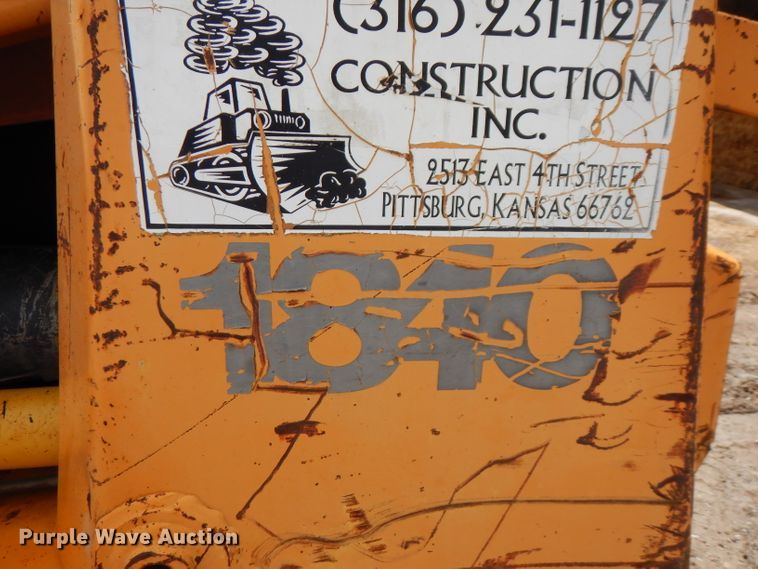 (316) 231-1127
CONSTRUCTION
INC.
2513 EAST 4TH STREET
PITTSBURG, KANSAS 66762
1840
Purple Wave Auction